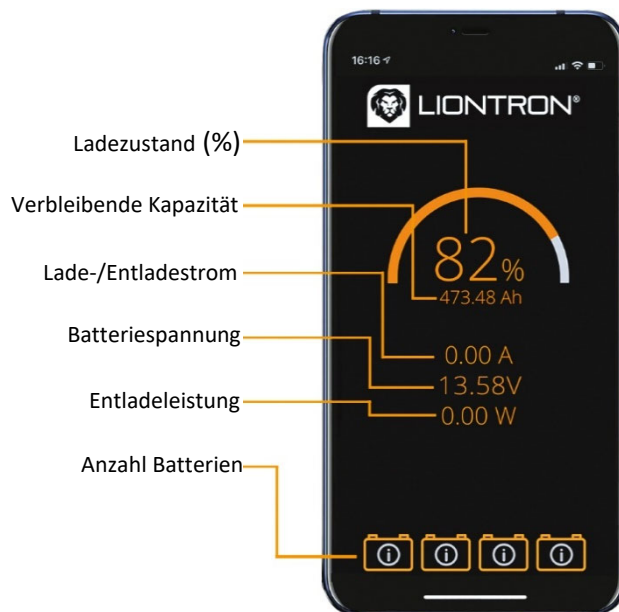 16:16
LIONTRON®
Ladezustand (%)
Verbleibende Kapazität
Lade-/Entladestrom
Batteriespannung
Entladeleistung
Anzahl Batterien
82%
473.48 Ah
0.00 A
13.58V
0.00 W
i i i i